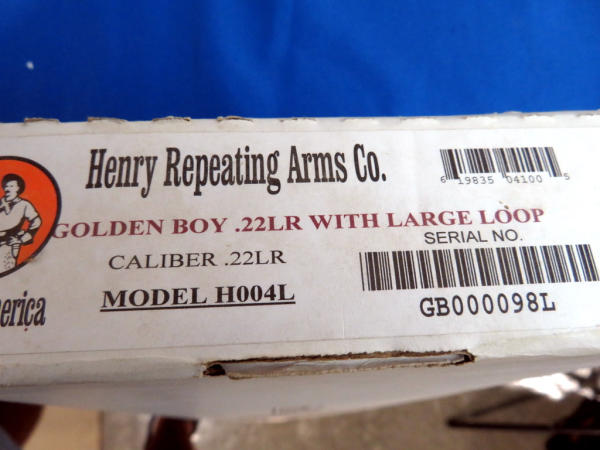 Henry Repeating Arms Co.
6 19835 04100 5
GOLDEN BOY .22LR WITH LARGE LOOP
SERIAL NO.
CALIBER .22LR
MODEL H004L
GB000098L